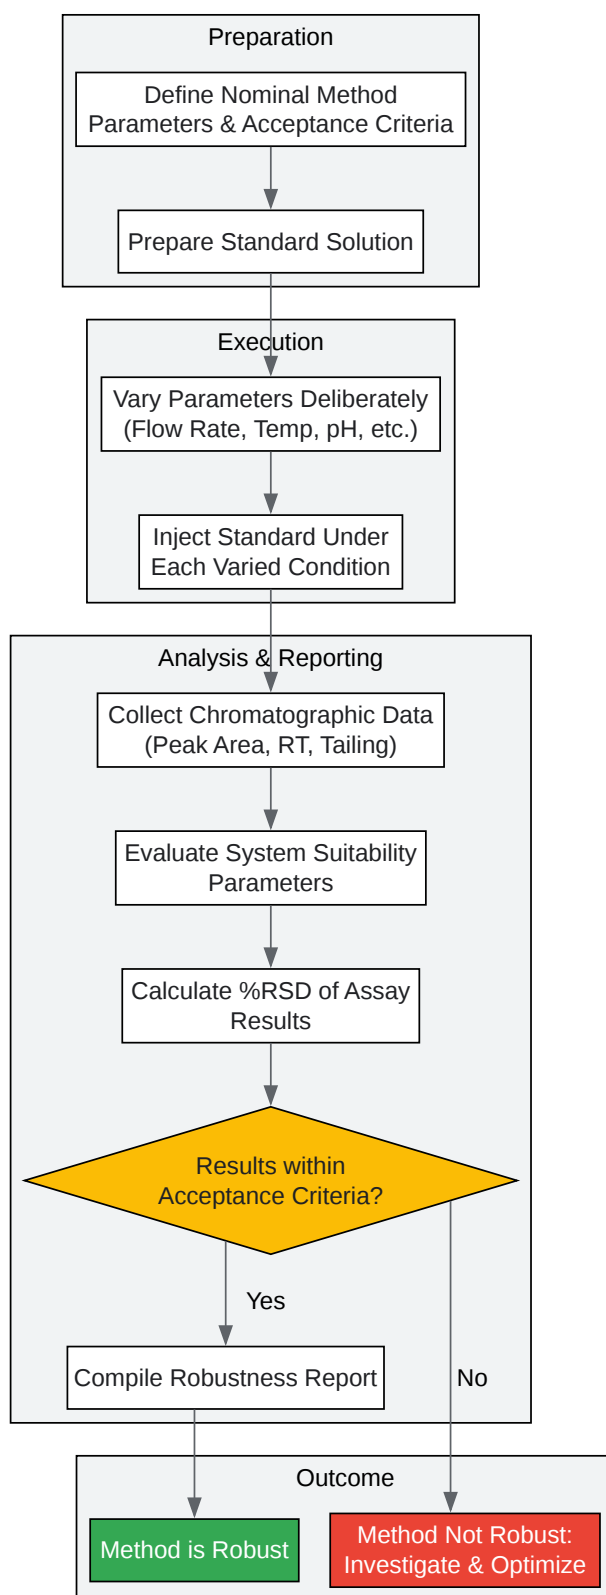 Preparation
Define Nominal Method
Parameters & Acceptance Criteria
Prepare Standard Solution
Execution
Vary Parameters Deliberately
(Flow Rate, Temp, pH, etc.)
Inject Standard Under
Each Varied Condition
Analysis & Reporting
Collect Chromatographic Data
(Peak Area, RT, Tailing)
Evaluate System Suitability
Parameters
Calculate %RSD of Assay
Results
Results within
Acceptance Criteria?
Yes
Compile Robustness Report
No
Outcome
Method is Robust
Method Not Robust:
Investigate & Optimize